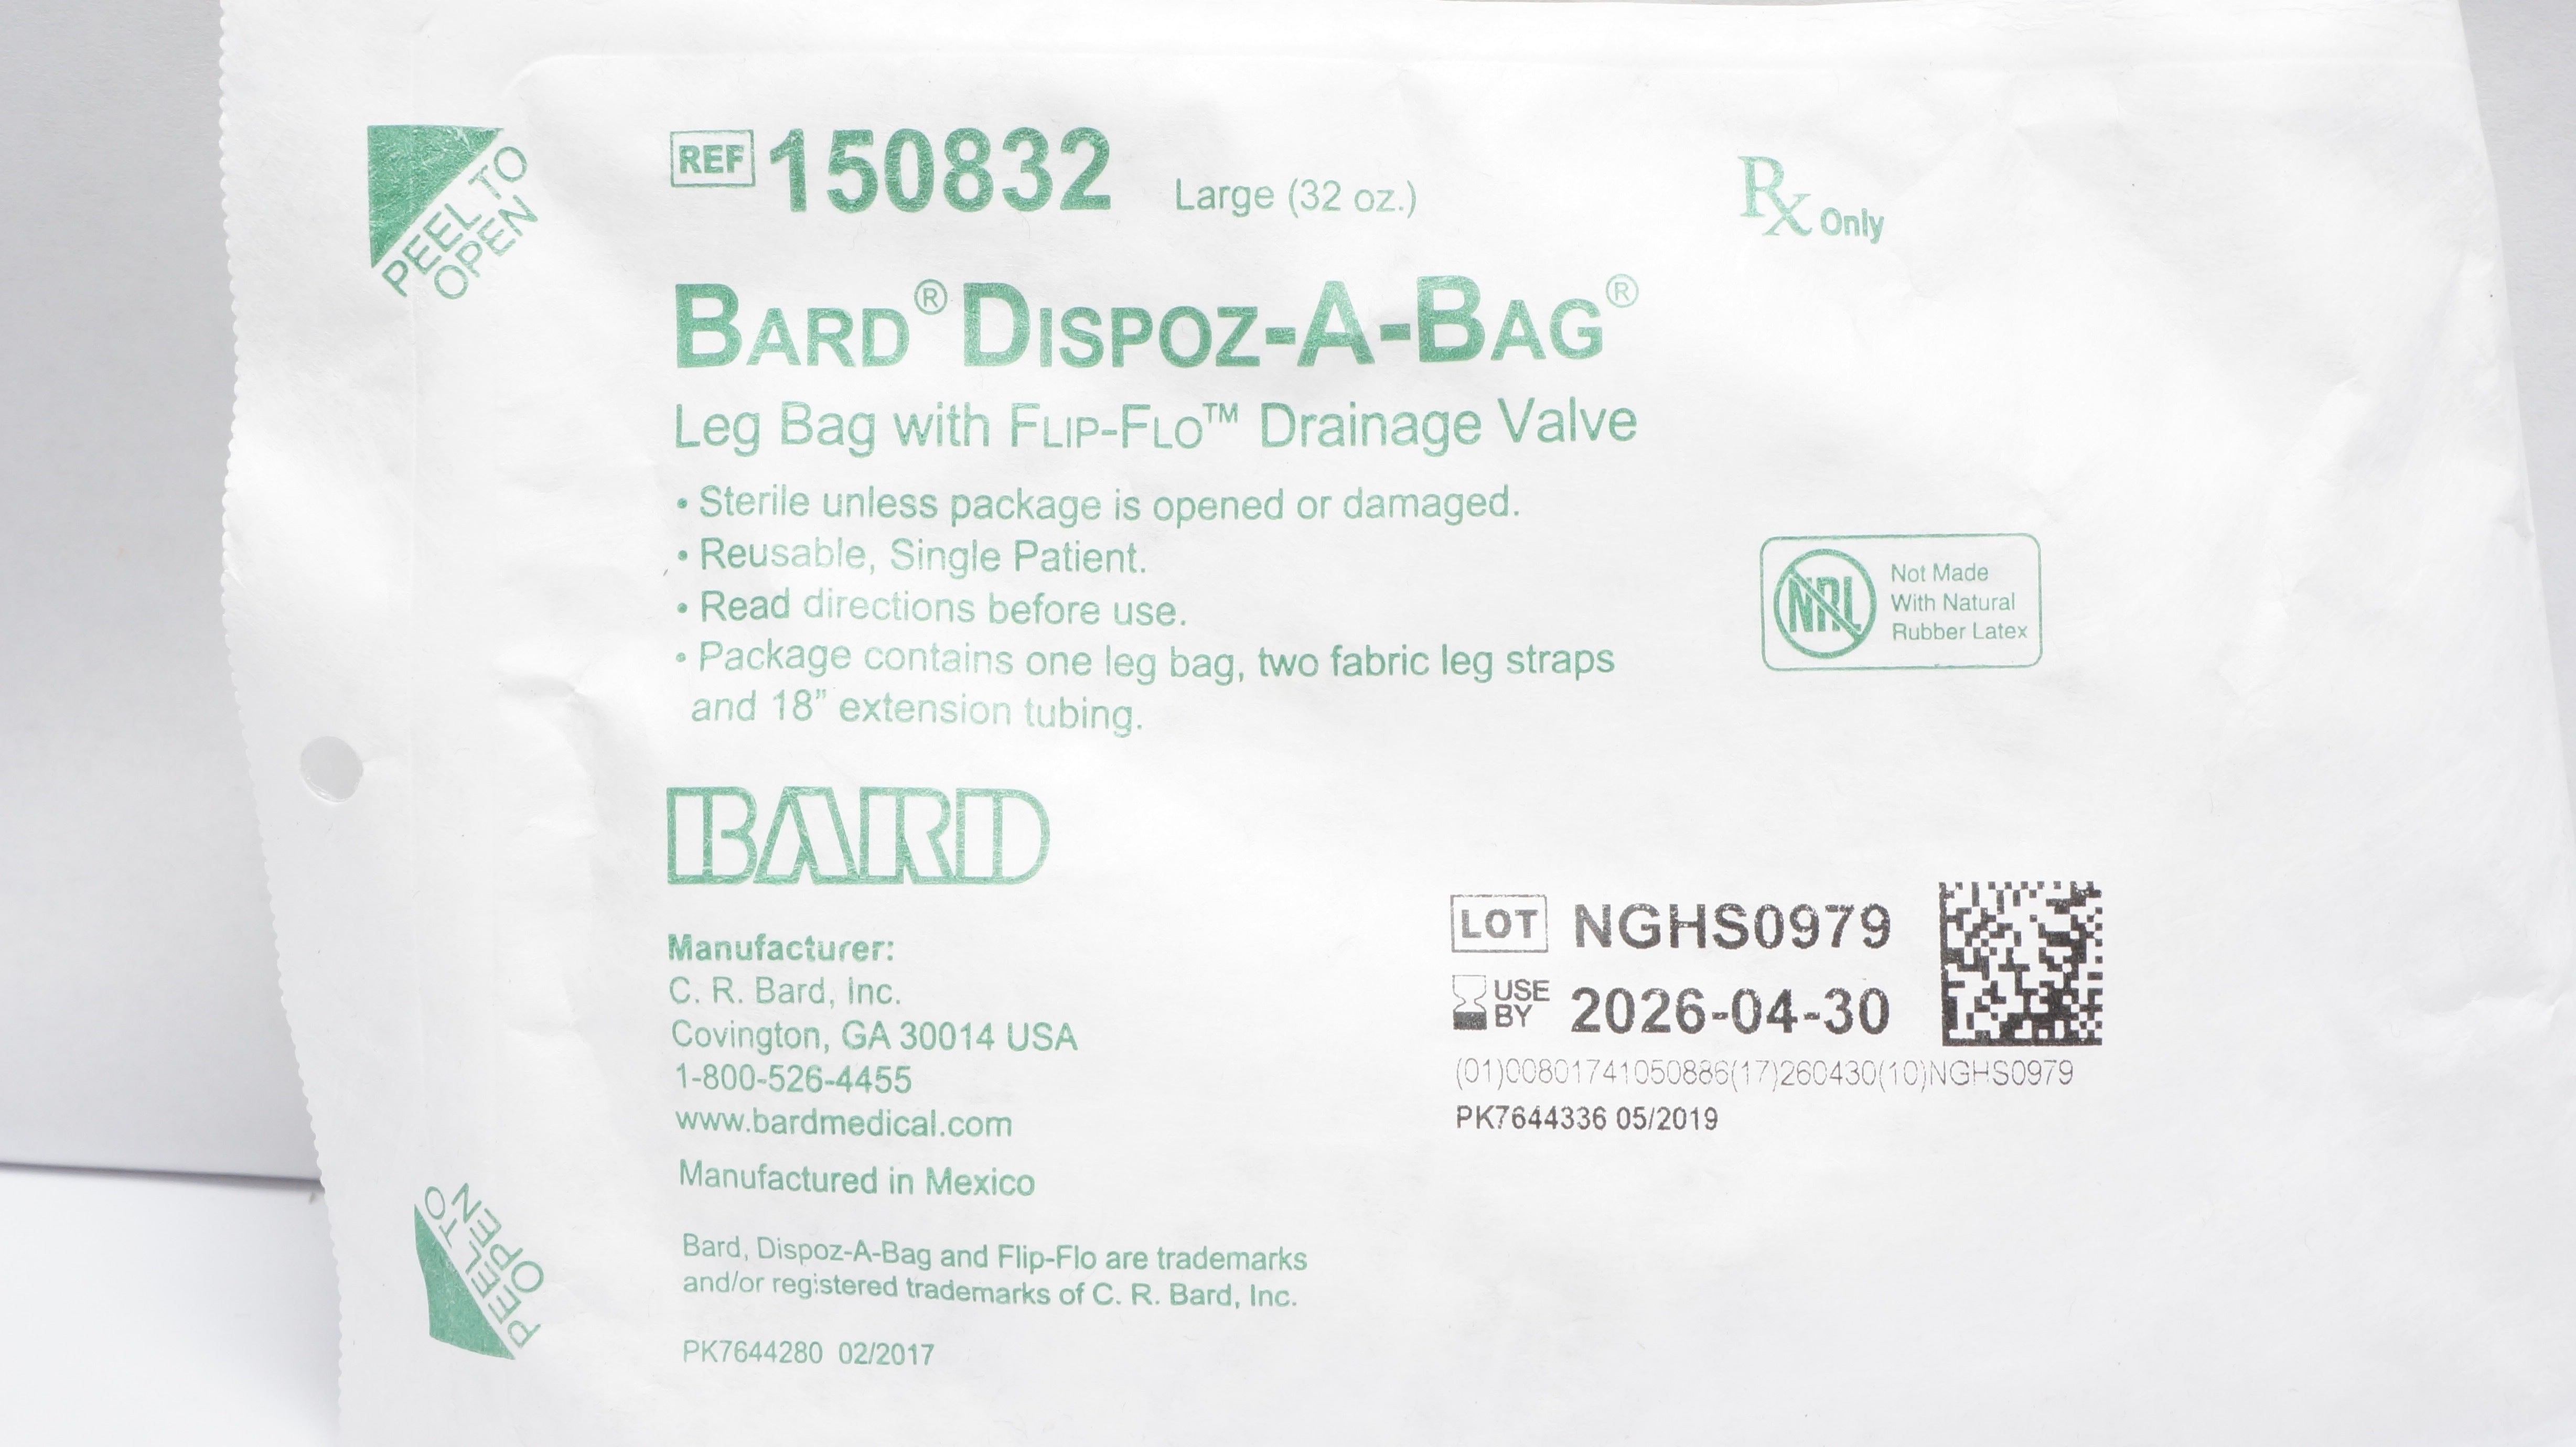 PEEL TO
OPEN
REF 150832 Large (32 oz.)
Rx Only
BARD® DISPOZ-A-BAG®
Leg Bag with FLIP-FLO™ Drainage Valve
• Sterile unless package is opened or damaged.
• Reusable, Single Patient.
• Read directions before use.
• Package contains one leg bag, two fabric leg straps
and 18” extension tubing.
NRL
Not Made
With Natural
Rubber Latex
BARD
Manufacturer:
C. R. Bard, Inc.
Covington, GA 30014 USA
1-800-526-4455
www.bardmedical.com
Manufactured in Mexico
LOT NGHS0979
USE
BY 2026-04-30
(01)00801741050886(17)260430(10)NGHS0979
PK7644336 05/2019
PEEL TO
OPEN
Bard, Dispoz-A-Bag and Flip-Flo are trademarks
and/or registered trademarks of C. R. Bard, Inc.
PK7644280 02/2017